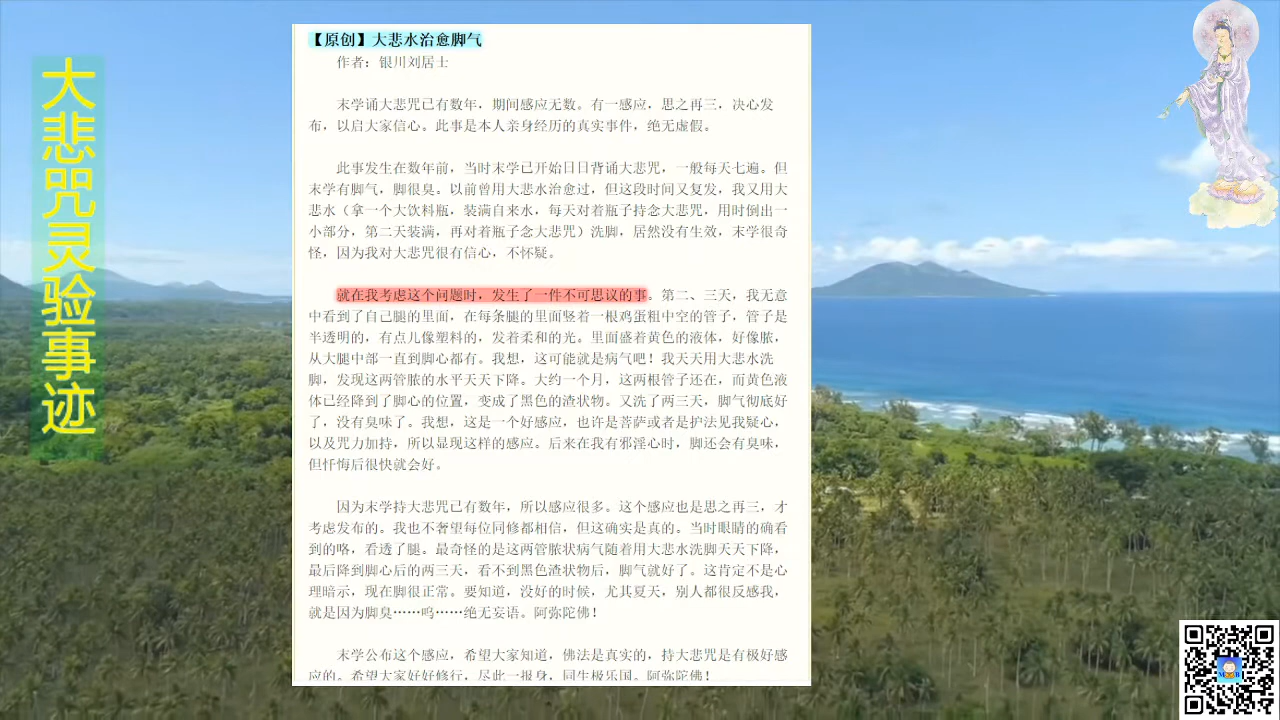 大悲咒灵验事迹
【原创】大悲水治愈脚气
作者：银川刘居士
末学诵大悲咒已有数年，期间感应无数。有一感应，思之再三，决心发
布，以启大家信心。此事是本人亲身经历的真实事件，绝无虚假。
此事发生在数年前，当时末学已开始日日背诵大悲咒，一般每天七遍。但
末学有脚气，脚很臭。以前曾用大悲水治愈过，但这段时间又复发，我又用大
悲水（拿一个大饮料瓶，装满自来水，每天对着瓶子持念大悲咒，用时倒出一
小部分，第二天装满，再对着瓶子念大悲咒）洗脚，居然没有生效，末学很奇
怪，因为我对大悲咒很有信心，不怀疑。
就在我考虑这个问题时，发生了一件不可思议的事。第二、三天，我无意
中看到了自己腿的里面，在每条腿的里面竖着一根鸡蛋粗中空的管子，管子是
半透明的，有点儿像塑料的，放着柔和的光。里面盛着黄色的液体，好像脓，
从大腿中部一直到脚心都有。我想，这可能就是病气吧！我天天用大悲水洗
脚，发现这两管脓的水平天天下降。大约一个月，这两根管子还在，而黄色液
体已经降到了脚心的位置，变成了黑色的渣状物。又洗了两三天，脚气彻底好
了，没有臭味了。我想，这是一个好感应，也许是菩萨或者是护法见我疑心，
以及咒力加持，所以显现这样的感应。后来在我有邪淫心时，脚还会有臭味，
但忏悔后很快就会好。
因为末学持大悲咒已有数年，所以感应很多。这个感应也是思之再三，才
考虑发布的。我也不奢望每位同修都相信，但这确实是真的。当时眼睛的确看
到的咯，看透了腿。最奇怪的是这两管脓状病气随着用大悲水洗脚天天下降，
最后降到脚心后的两三天，看不到黑色渣状物后，脚气就好了。这肯定不是心
理暗示，现在脚很正常。要知道，没好的时候，尤其夏天，别人都很反感我，
就是因为脚臭……呜……绝无妄语。阿弥陀佛！
末学公布这个感应，希望大家知道，佛法是真实的，持大悲咒是有极好感
应的。希望大家好好修行，尽此一报身，同生极乐国。阿弥陀佛！